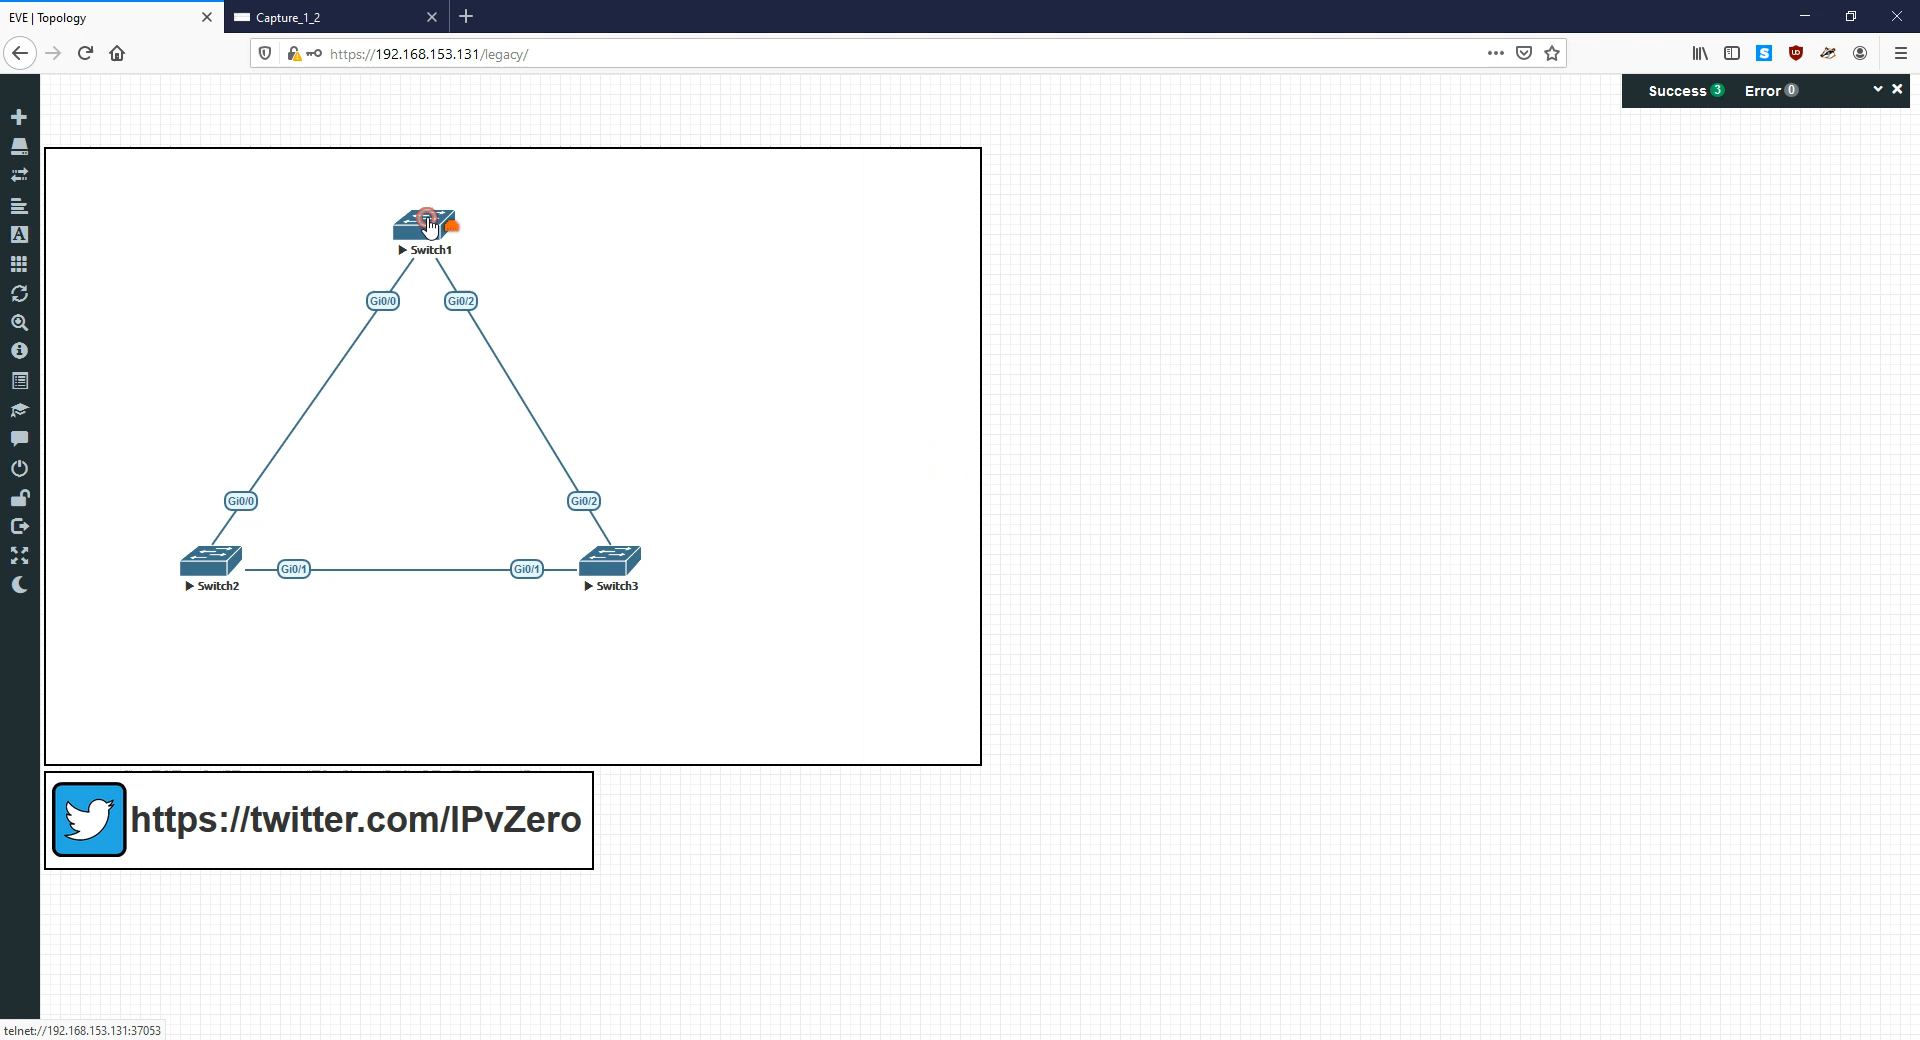 EVE | Topology
Capture_1_2
https://192.168.153.131/legacy/
Success 3 Error 0
Switch1
Gi0/0 Gi0/2
Gi0/0 Gi0/2
Gi0/1 Gi0/1
Switch2 Switch3
https://twitter.com/IPvZero
telnet://192.168.153.131:37053